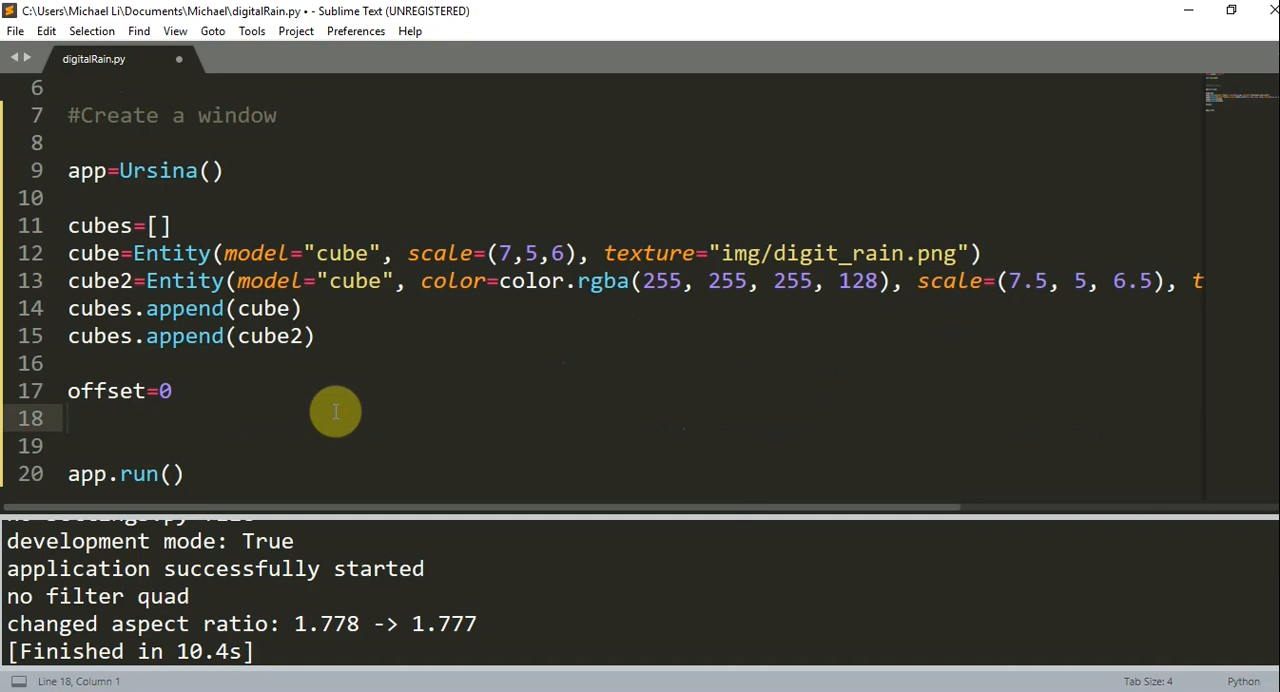 C:\Users\Michael Li\Documents\Michael\digitalRain.py • - Sublime Text (UNREGISTERED)
File Edit Selection Find View Goto Tools Project Preferences Help
digitalRain.py
6
7 #Create a window
8
9 app=Ursina()
10
11 cubes=[]
12 cube=Entity(model="cube", scale=(7,5,6), texture="img/digit_rain.png")
13 cube2=Entity(model="cube", color=color.rgba(255, 255, 255, 128), scale=(7.5, 5, 6.5), t
14 cubes.append(cube)
15 cubes.append(cube2)
16
17 offset=0
18
19
20 app.run()
development mode: True
application successfully started
no filter quad
changed aspect ratio: 1.778 -> 1.777
[Finished in 10.4s]
Line 18, Column 1 Tab Size: 4 Python